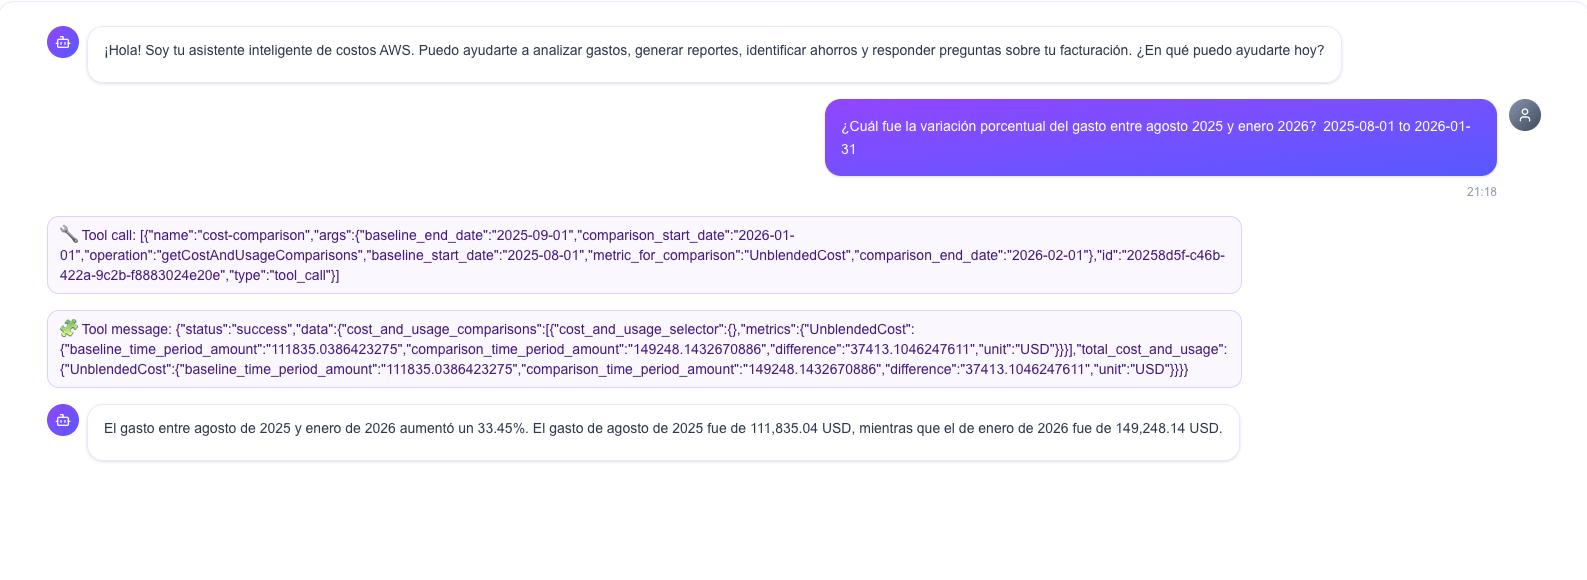 ¡Hola! Soy tu asistente inteligente de costos AWS. Puedo ayudarte a analizar gastos, generar reportes, identificar ahorros y responder preguntas sobre tu facturación. ¿En qué puedo ayudarte hoy?
¿Cuál fue la variación porcentual del gasto entre agosto 2025 y enero 2026?  2025-08-01 to 2026-01-
31
21:18
🔧 Tool call: [{"name":"cost-comparison","args":{"baseline_end_date":"2025-09-01","comparison_start_date":"2026-01-
01","operation":"getCostAndUsageComparisons","baseline_start_date":"2025-08-01","metric_for_comparison":"UnblendedCost","comparison_end_date":"2026-02-01"},"id":"20258d5f-c46b-
422a-9c2b-f8883024e20e","type":"tool_call"}]
🧩 Tool message: {"status":"success","data":{"cost_and_usage_comparisons":[{"cost_and_usage_selector":{},"metrics":{"UnblendedCost":
{"baseline_time_period_amount":"111835.0386423275","comparison_time_period_amount":"149248.1432670886","difference":"37413.1046247611","unit":"USD"}}}],"total_cost_and_usage":
{"UnblendedCost":{"baseline_time_period_amount":"111835.0386423275","comparison_time_period_amount":"149248.1432670886","difference":"37413.1046247611","unit":"USD"}}}}
El gasto entre agosto de 2025 y enero de 2026 aumentó un 33.45%. El gasto de agosto de 2025 fue de 111,835.04 USD, mientras que el de enero de 2026 fue de 149,248.14 USD.